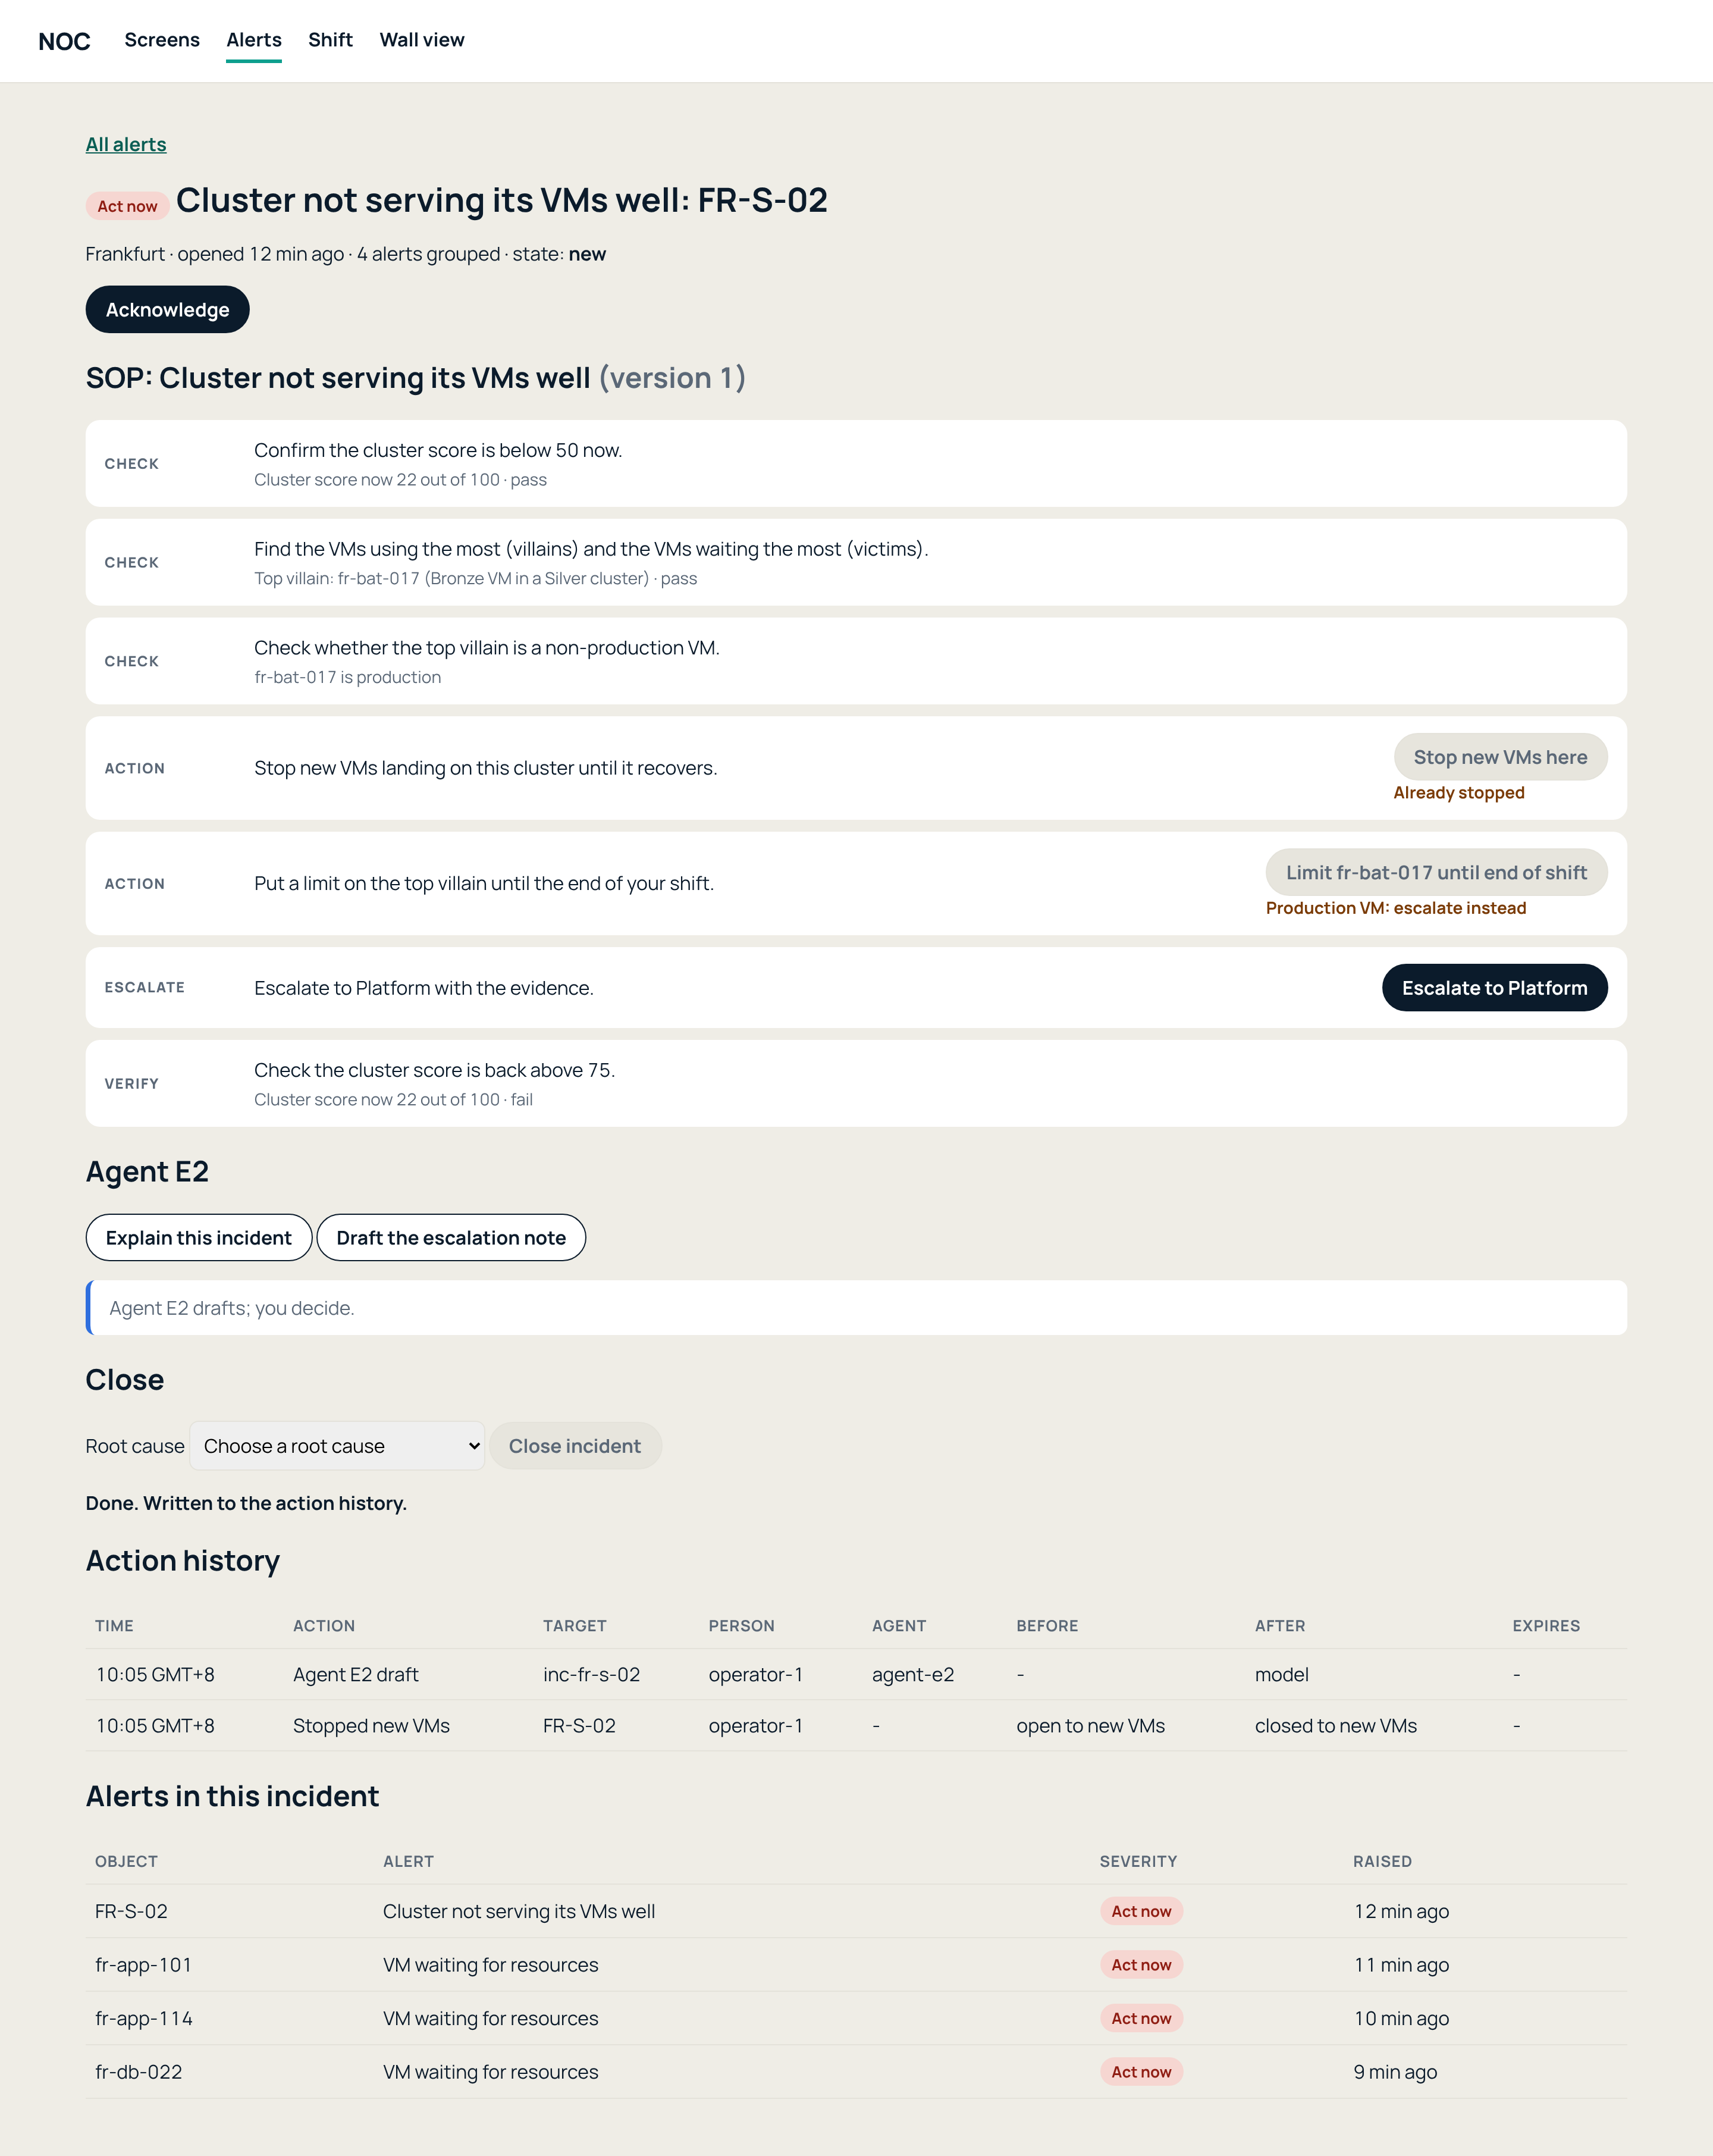 NOC Screens Alerts Shift Wall view
All alerts
Act now Cluster not serving its VMs well: FR-S-02
Frankfurt · opened 12 min ago · 4 alerts grouped · state: new
Acknowledge
SOP: Cluster not serving its VMs well (version 1)
CHECK
Confirm the cluster score is below 50 now.
Cluster score now 22 out of 100 · pass
CHECK
Find the VMs using the most (villains) and the VMs waiting the most (victims).
Top villain: fr-bat-017 (Bronze VM in a Silver cluster) · pass
CHECK
Check whether the top villain is a non-production VM.
fr-bat-017 is production
ACTION
Stop new VMs landing on this cluster until it recovers.
Stop new VMs here
Already stopped
ACTION
Put a limit on the top villain until the end of your shift.
Limit fr-bat-017 until end of shift
Production VM: escalate instead
ESCALATE
Escalate to Platform with the evidence.
Escalate to Platform
VERIFY
Check the cluster score is back above 75.
Cluster score now 22 out of 100 · fail
Agent E2
Explain this incident Draft the escalation note
Agent E2 drafts; you decide.
Close
Root cause Choose a root cause Close incident
Done. Written to the action history.
Action history
TIME ACTION TARGET PERSON AGENT BEFORE AFTER EXPIRES
10:05 GMT+8 Agent E2 draft inc-fr-s-02 operator-1 agent-e2 - model -
10:05 GMT+8 Stopped new VMs FR-S-02 operator-1 - open to new VMs closed to new VMs -
Alerts in this incident
OBJECT ALERT SEVERITY RAISED
FR-S-02 Cluster not serving its VMs well Act now 12 min ago
fr-app-101 VM waiting for resources Act now 11 min ago
fr-app-114 VM waiting for resources Act now 10 min ago
fr-db-022 VM waiting for resources Act now 9 min ago